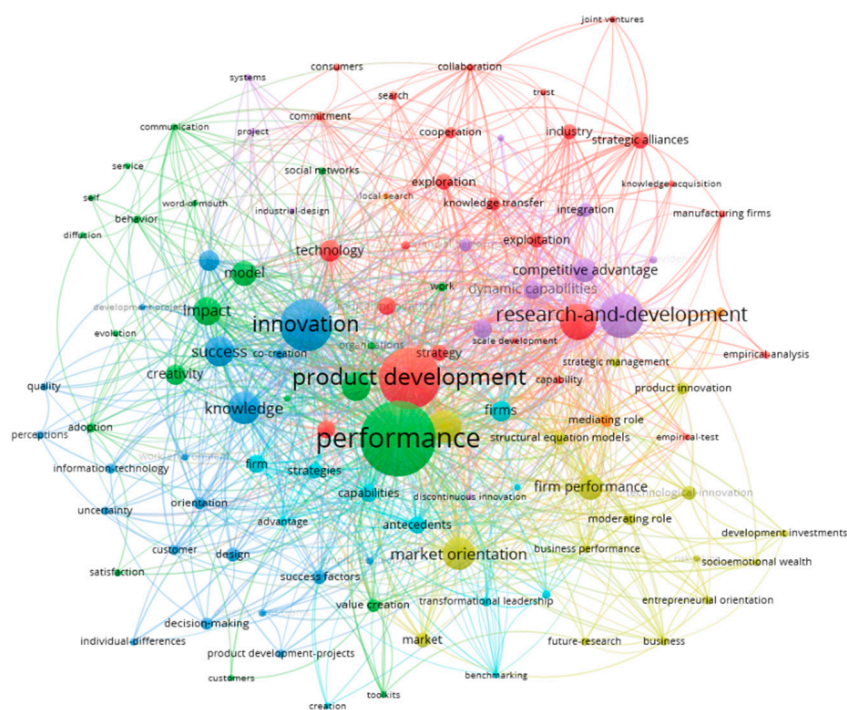 joint ventures
consumers
collaboration
systems
search
trust
commitment
communication
project
cooperation
industry
strategic alliances
service
social networks
exploration
knowledge acquisition
self
word-of-mouth
local search
knowledge transfer
integration
manufacturing firms
behavior
industrial-design
diffusion
technology
exploitation
model
competitive advantage
work
dynamic capabilities
development projects
impact
innovation
research-and-development
evolution
organizations
scale development
success
co-creation
strategy
strategic management
empirical-analysis
creativity
product development
capability
product innovation
quality
knowledge
firms
adoption
mediating role
perceptions
performance
structural equation models
empirical-test
information-technology
firm
strategies
firm performance
capabilities
discontinuous innovation
technological-innovation
uncertainty
orientation
advantage
antecedents
moderating role
development investments
customer
design
market orientation
business performance
socioemotional wealth
satisfaction
success factors
value creation
transformational leadership
entrepreneurial orientation
decision-making
individual-differences
product development-projects
market
future-research
business
customers
benchmarking
toolkits
creation